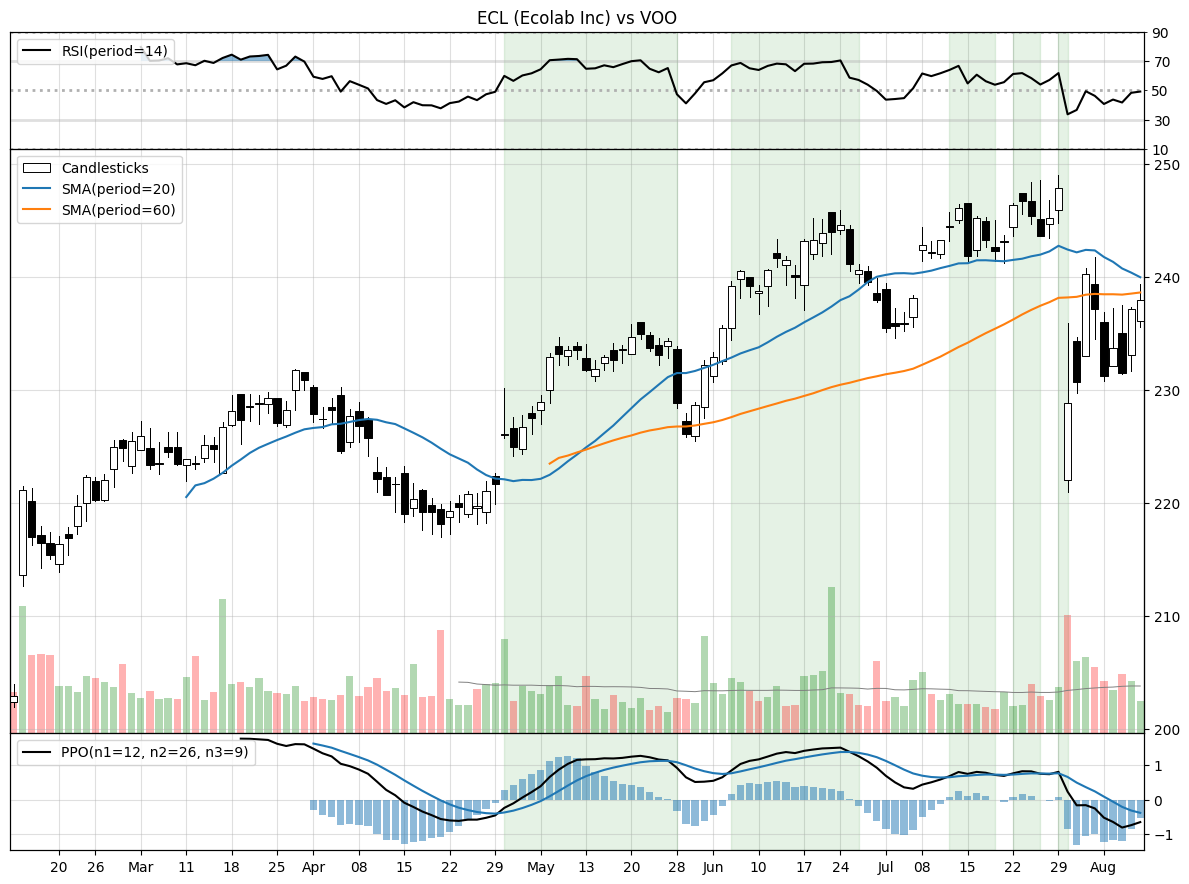 ECL (Ecolab Inc) vs VOO
RSI(period=14)
90
70
50
30
10
Candlesticks
SMA(period=20)
SMA(period=60)
250
240
230
220
210
200
PPO(n1=12, n2=26, n3=9)
1
0
−1
20 26 Mar 11 18 25 Apr 08 15 22 29 May 13 20 28 Jun 10 17 24 Jul 08 15 22 29 Aug